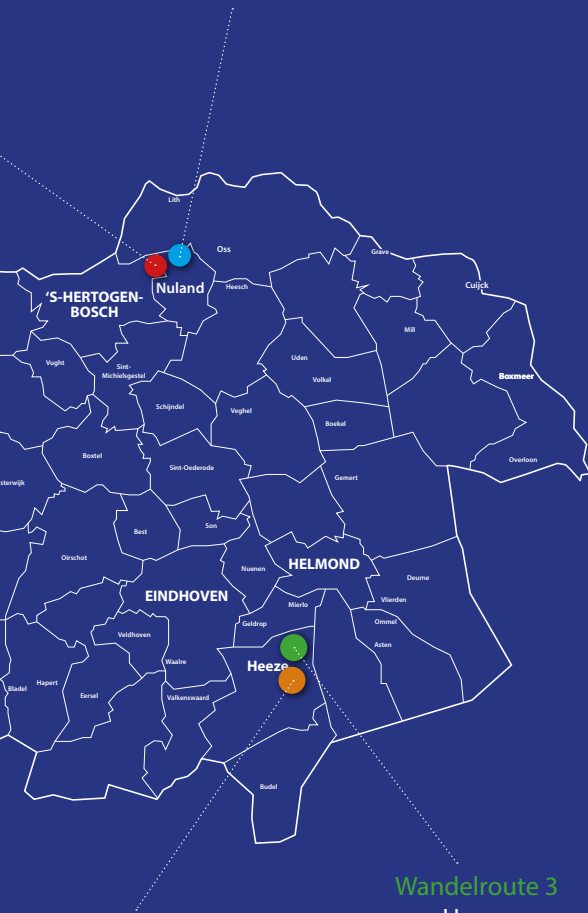 Lith
Oss
Grave
'S-HERTOGEN-
BOSCH
Nuland
Heesch
Cuijck
Mill
Vught
Sint-
Michielsgestel
Uden
Volkel
Boxmeer
Schijndel
Veghel
Boekel
Boxtel
Sint-Oederode
Overloon
sterwijk
Gemert
Best
Son
Oirschot
Nuenen
HELMOND
Deurne
EINDHOVEN
Mierlo
Vlierden
Geldrop
Ommel
Veldhoven
Asten
Waalre
Heeze
Bladel
Hapert
Eersel
Valkenswaard
Budel
Wandelroute 3